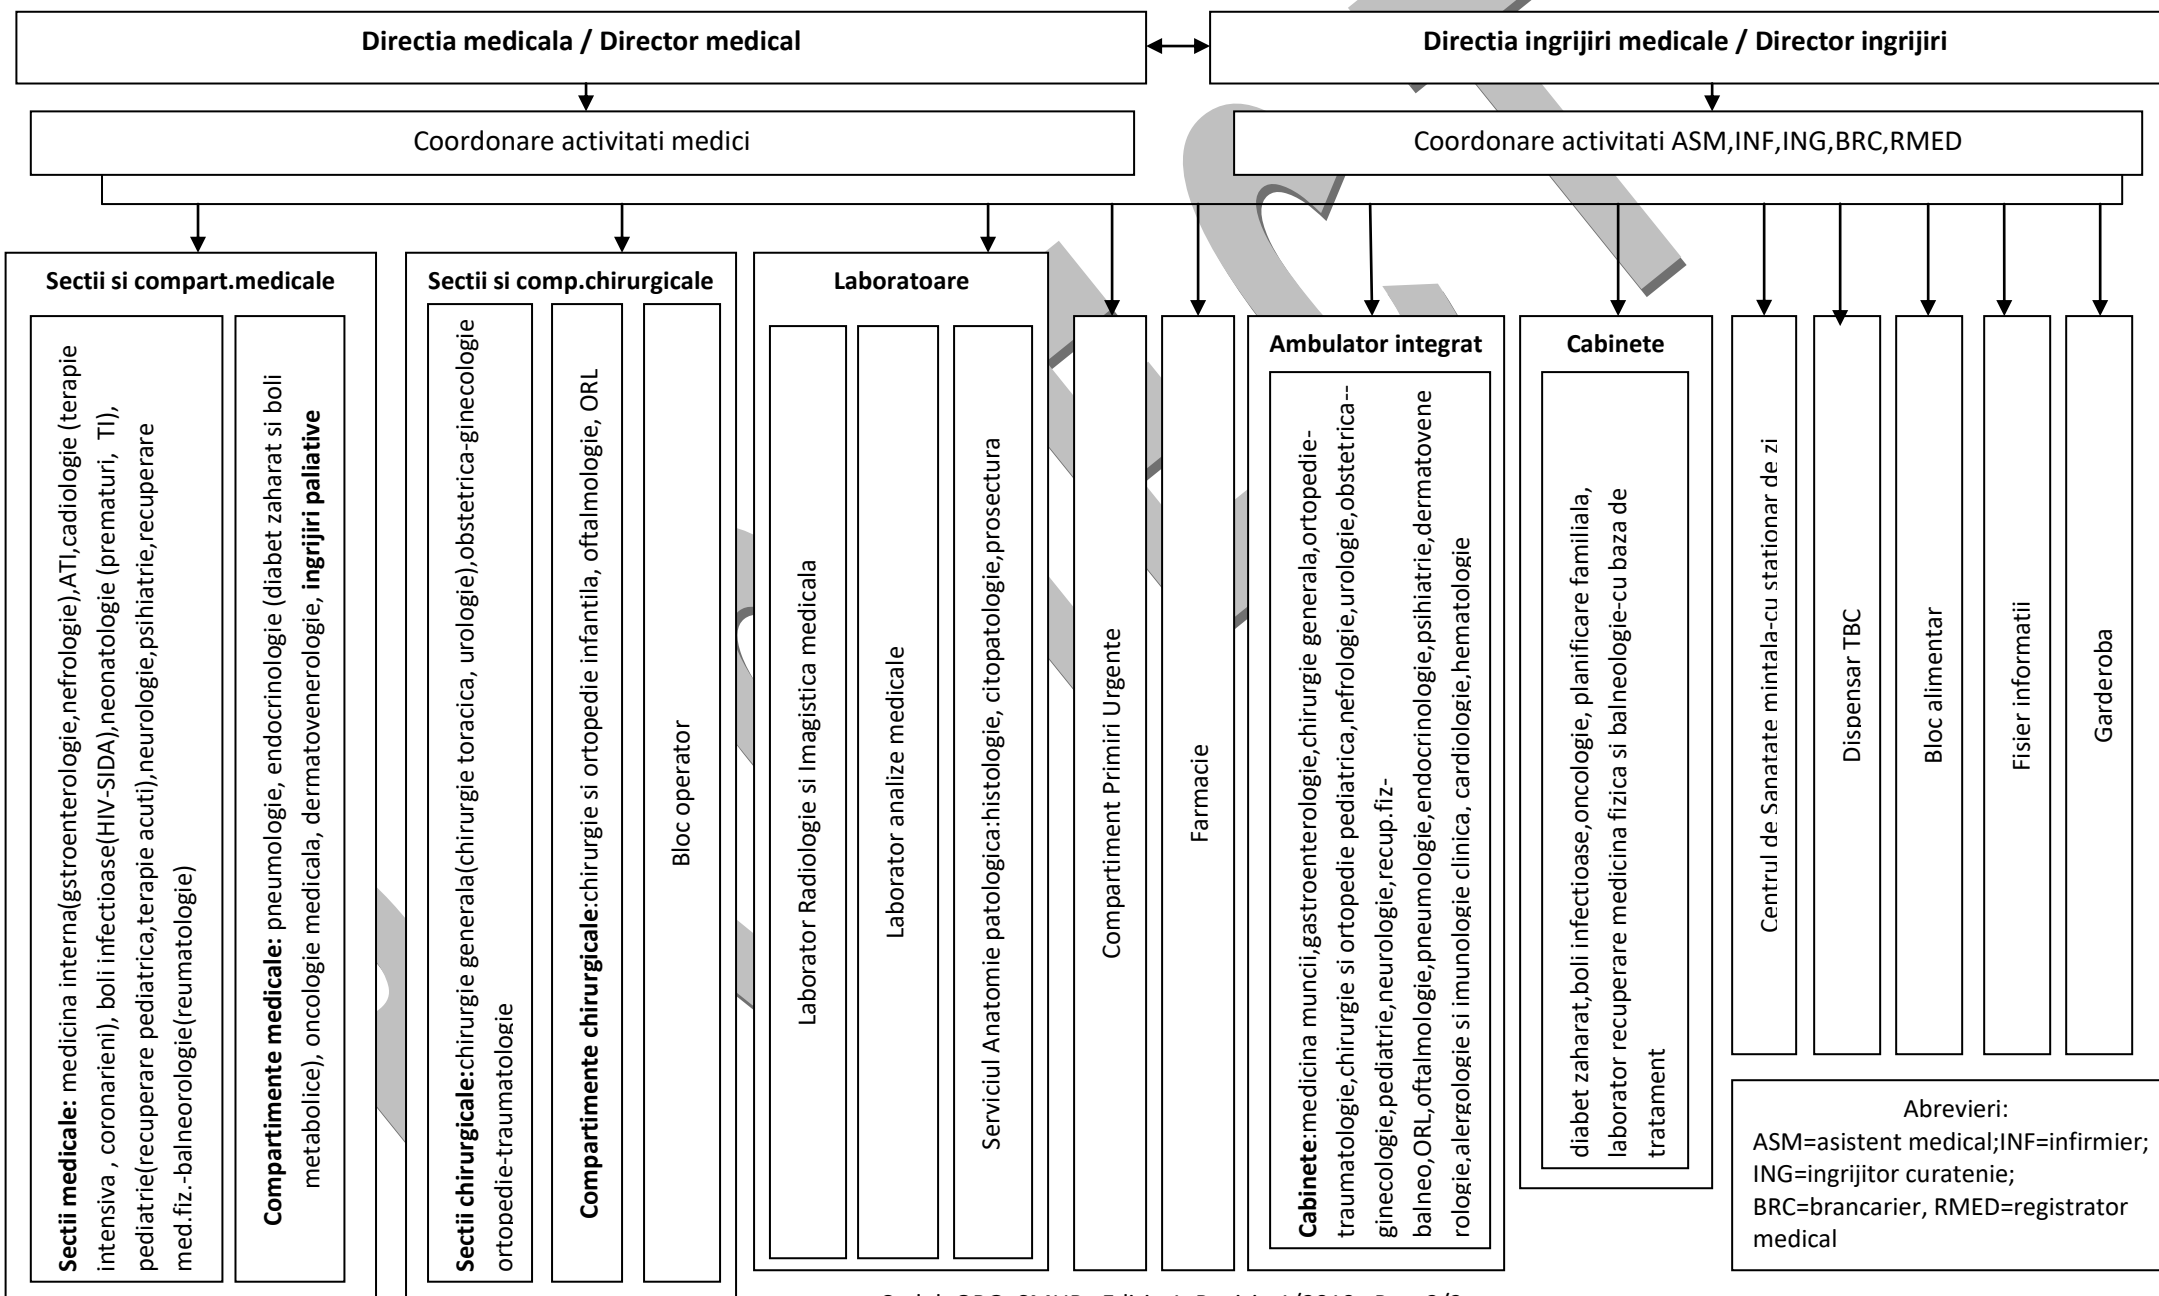 Directia medicala / Director medical
Directia ingrijiri medicale / Director ingrijiri
Coordonare activitati medici
Coordonare activitati ASM,INF,ING,BRC,RMED
Sectii si compart.medicale
Sectii medicale: medicina interna(gstroenterologie,nefrologie),ATI,cadiologie (terapie
intensiva , coronarieni), boli infectioase(HIV-SIDA),neonatologie (prematuri, TI),
pediatrie(recuperare pediatrica,terapie acuti),neurologie,psihiatrie,recuperare
med.fiz.-balneorologie(reumatologie)
Compartimente medicale: pneumologie, endocrinologie (diabet zaharat si boli
metabolice), oncologie medicala, dermatovenerologie, ingrijiri paliative
Sectii si comp.chirurgicale
Sectii chirurgicale:chirurgie generala(chirurgie toracica, urologie),obstetrica-ginecologie
ortopedie-traumatologie
Compartimente chirurgicale:chirurgie si ortopedie infantila, oftalmologie, ORL
Bloc operator
Laboratoare
Laborator Radiologie si Imagistica medicala
Laborator analize medicale
Serviciul Anatomie patologica:histologie, citopatologie,prosectura
Compartiment Primiri Urgente
Farmacie
Ambulator integrat
Cabinete:medicina muncii,gastroenterologie,chirurgie generala,ortopedie-
traumatologie,chirurgie si ortopedie pediatrica,nefrologie,urologie,obstetrica--
ginecologie,pediatrie,neurologie,recup.fiz-
balneo,ORL,oftalmologie,pneumologie,endocrinologie,psihiatrie,dermatovene
rologie,alergologie si imunologie clinica, cardiologie,hematologie
Cabinete
diabet zaharat,boli infectioase,oncologie, planificare familiala,
laborator recuperare medicina fizica si balneologie-cu baza de
tratament
Centrul de Sanatate mintala-cu stationar de zi
Dispensar TBC
Bloc alimentar
Fisier informatii
Garderoba
Abrevieri:
ASM=asistent medical;INF=infirmier;
ING=ingrijitor curatenie;
BRC=brancarier, RMED=registrator
medical